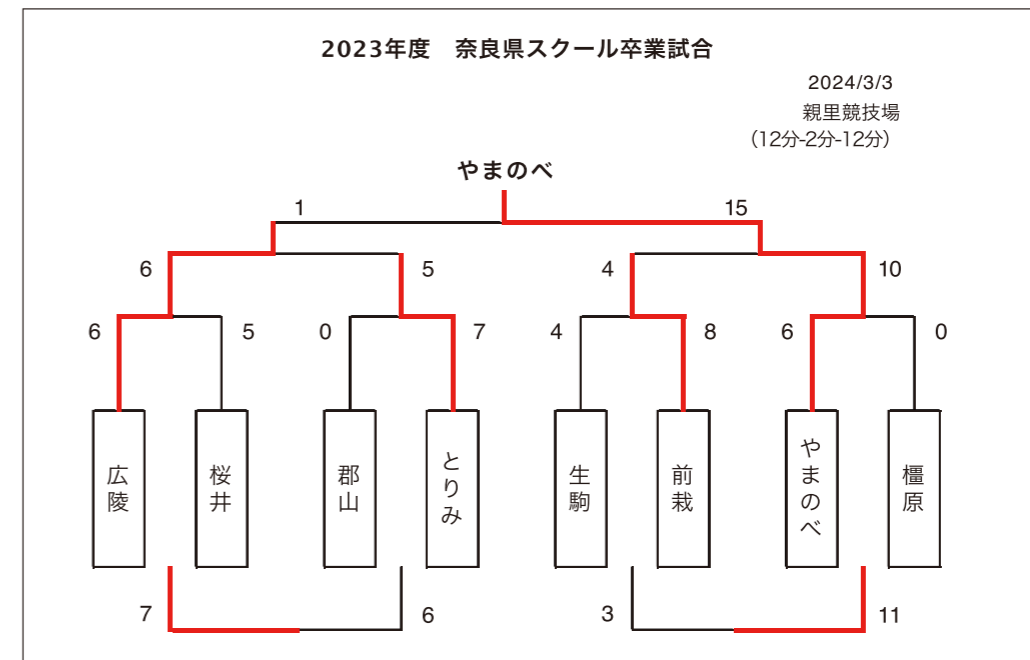 2023年度　奈良県スクール卒業試合
2024/3/3
親里競技場
（12分-2分-12分）
やまのべ
1 15
6 5 4 10
6 5 0 7 4 8 6 0
広陵
桜井
郡山
とりみ
生駒
前栽
やまのべ
橿原
7 6 3 11